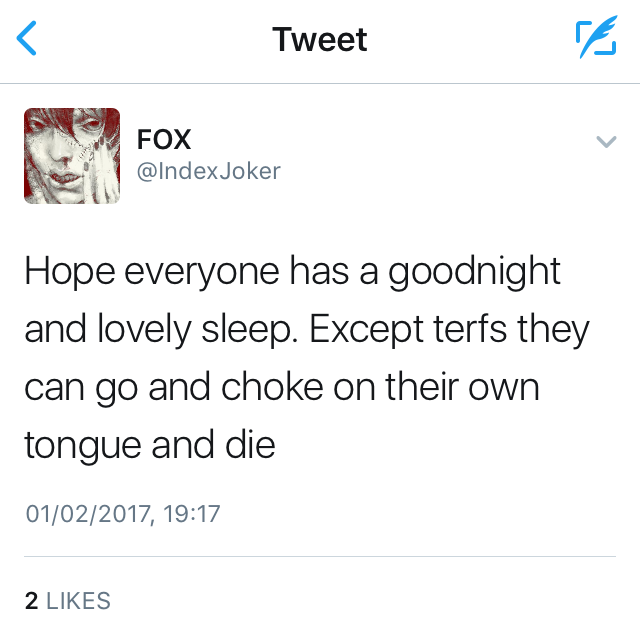 Tweet
FOX
@IndexJoker
Hope everyone has a goodnight
and lovely sleep. Except terfs they
can go and choke on their own
tongue and die
01/02/2017, 19:17
2 LIKES